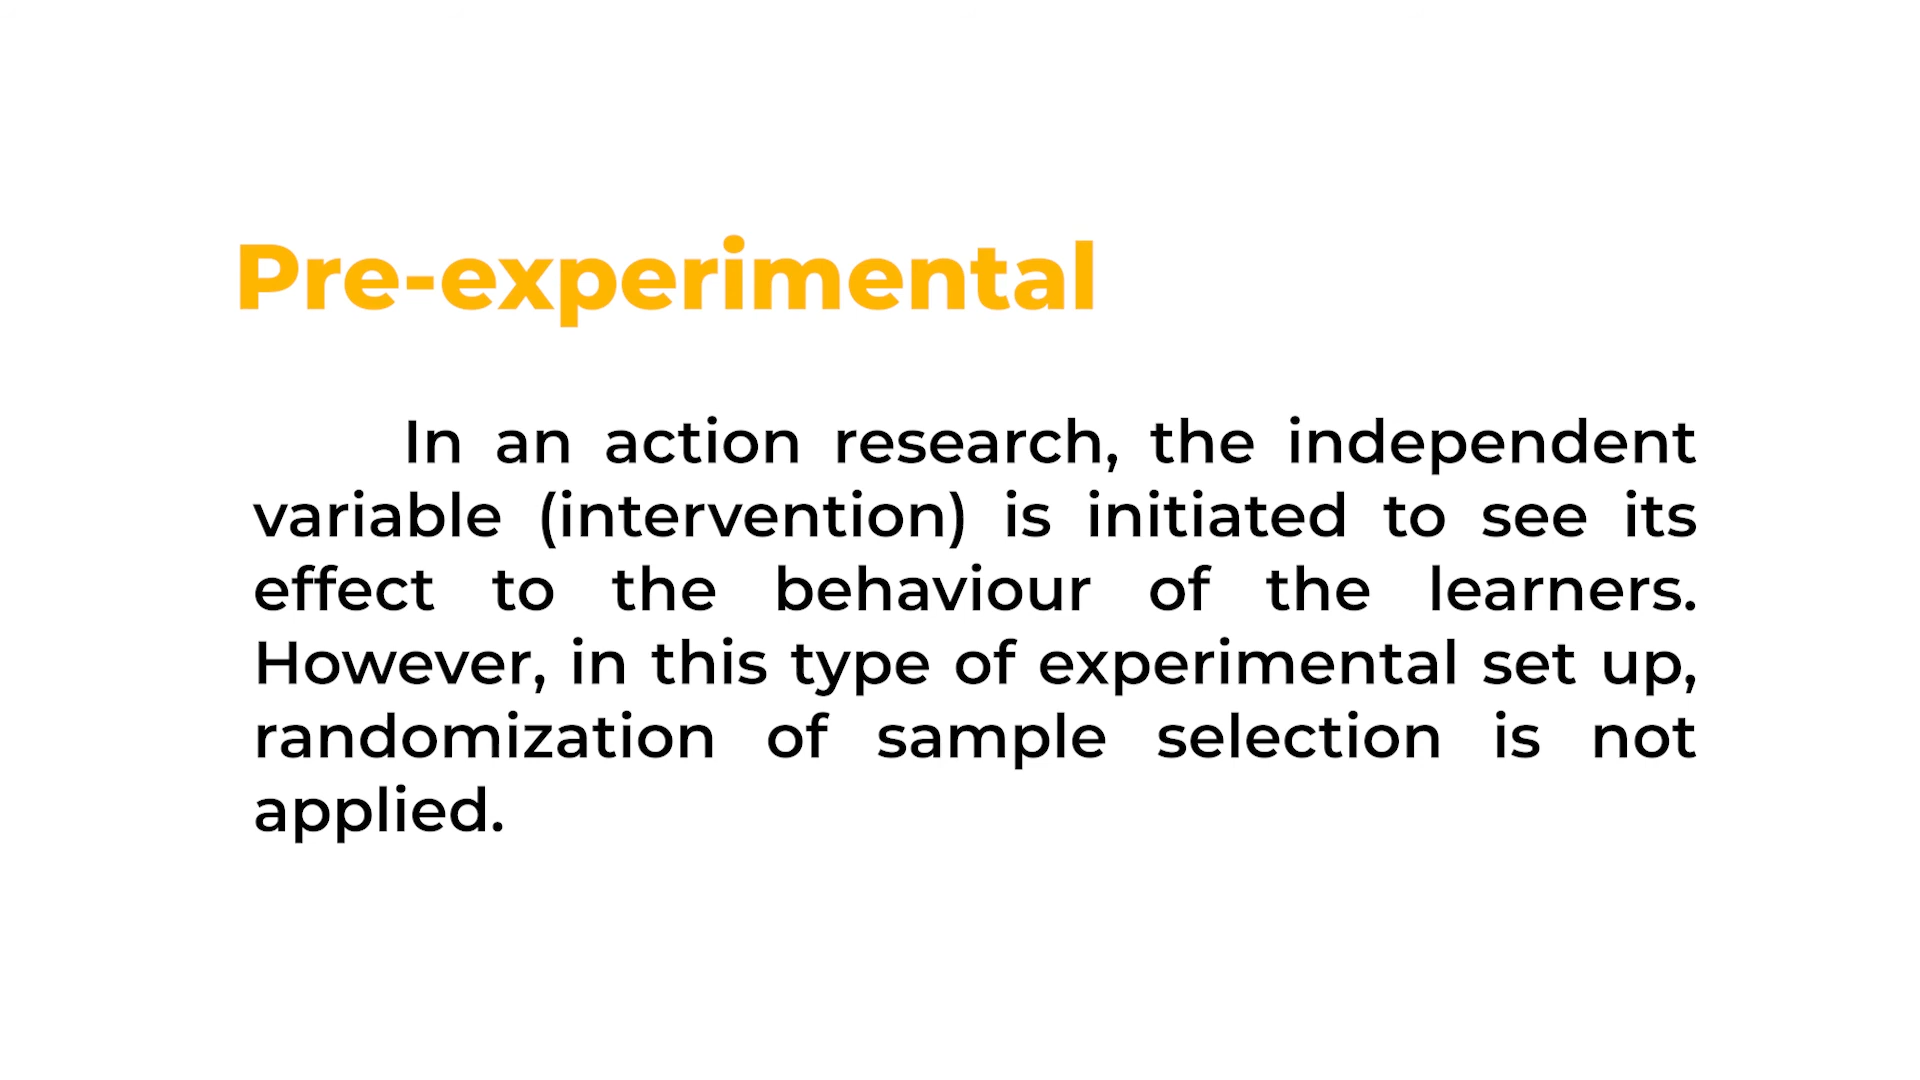 Pre-experimental
In an action research, the independent
variable (intervention) is initiated to see its
effect to the behaviour of the learners.
However, in this type of experimental set up,
randomization of sample selection is not
applied.